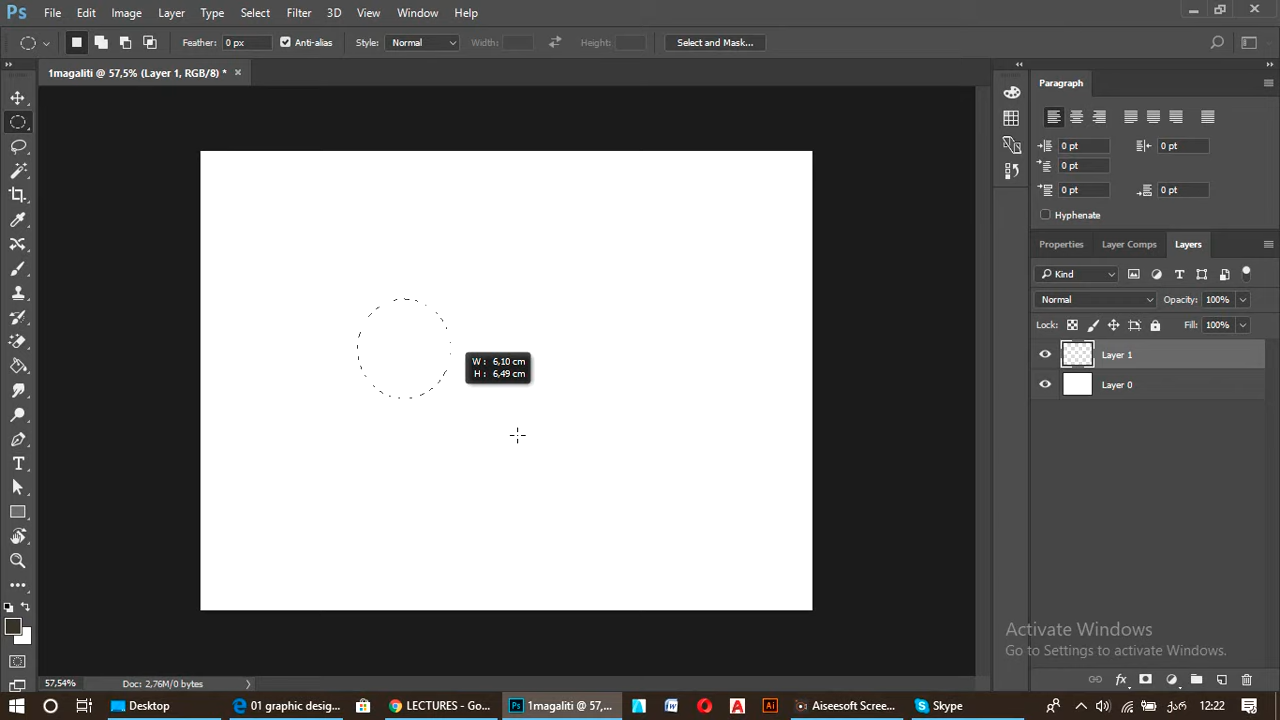 Ps File Edit Image Layer Type Select Filter 3D View Window Help
Feather: 0 px Anti-alias Style: Normal Width: Height: Select and Mask...
1magaliti @ 57,5% (Layer 1, RGB/8) * ×
Paragraph
0 pt 0 pt
0 pt
0 pt 0 pt
Hyphenate
Properties Layer Comps Layers
Kind
Normal Opacity: 100%
Lock: Fill: 100%
Layer 1
Layer 0
W : 6,10 cm
H : 6,49 cm
Activate Windows
Go to Settings to activate Windows.
57,54% Doc: 2,76M/0 bytes
Desktop 01 graphic desig... LECTURES - Go... Ps 1magaliti @ 57,... Ai Aiseesoft Scree... Skype ქარ 12:22